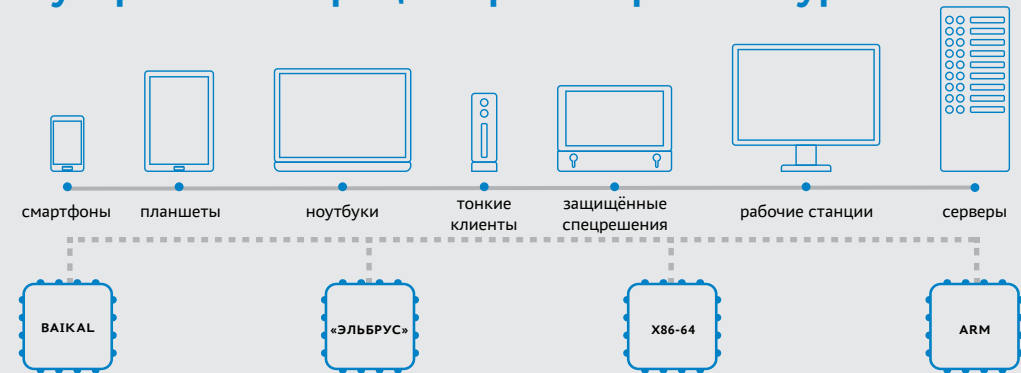 смартфоны
планшеты
ноутбуки
тонкие
клиенты
защищённые
спецрешения
рабочие станции
серверы
BAIKAL
«ЭЛЬБРУС»
X86-64
ARM